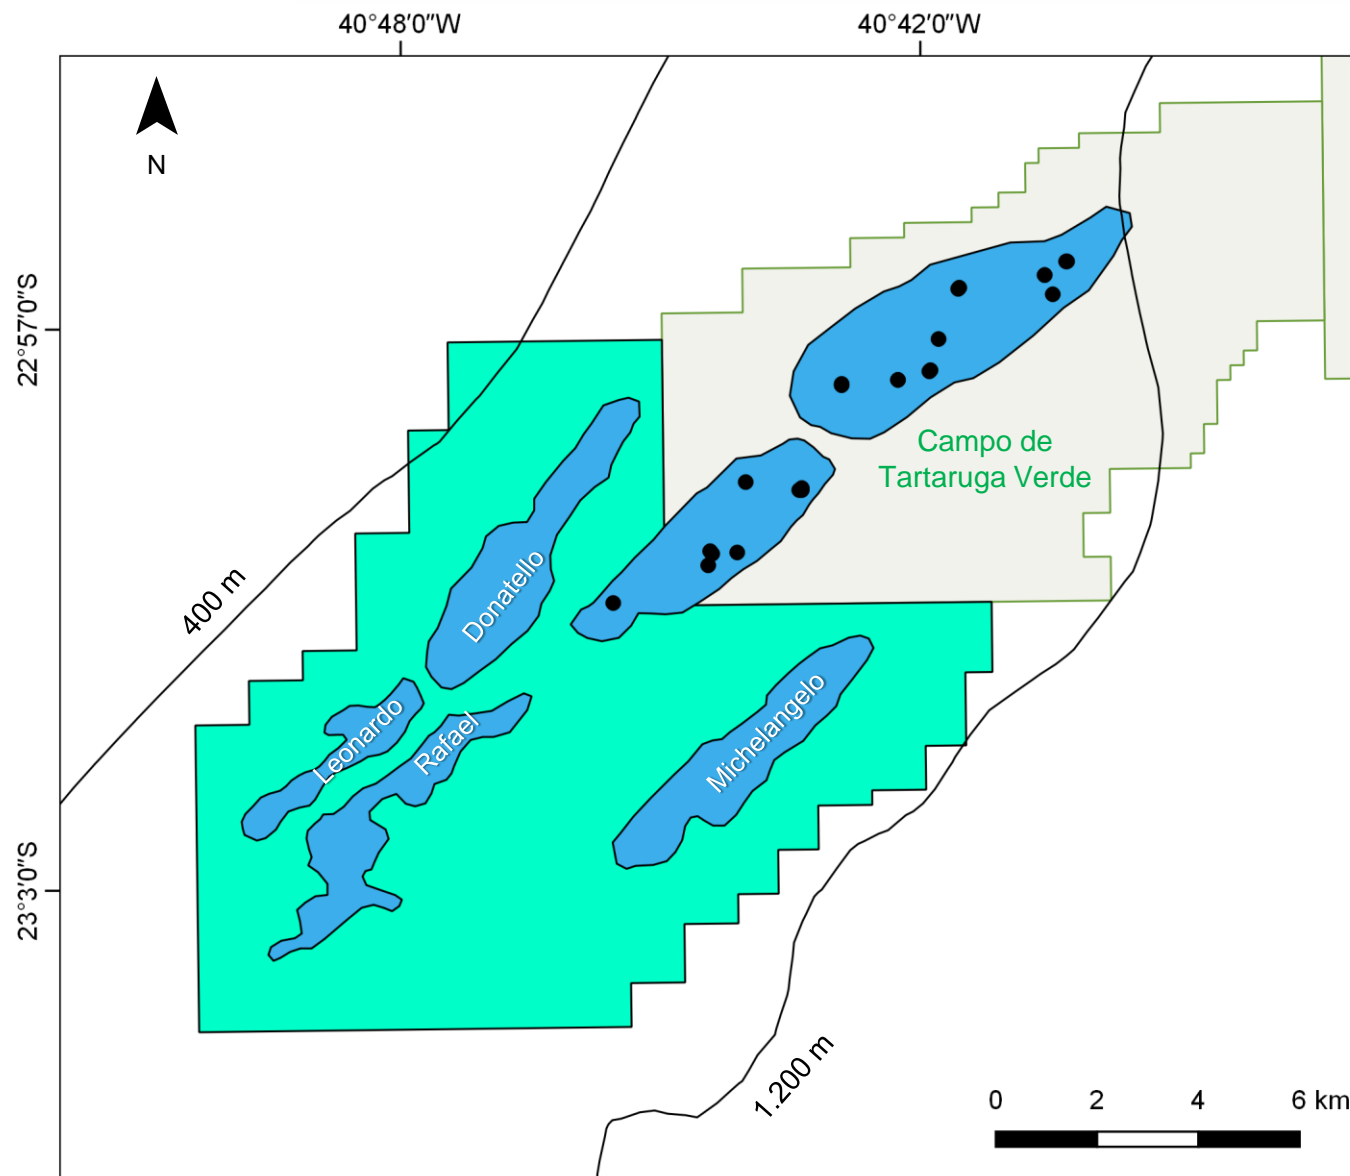 40°48'0"W
40°42'0"W
N
22°57'0"S
Campo de
Tartaruga Verde
400 m
Donatello
Leonardo
Rafael
Michelangelo
23°3'0"S
1.200 m
0 2 4 6 km